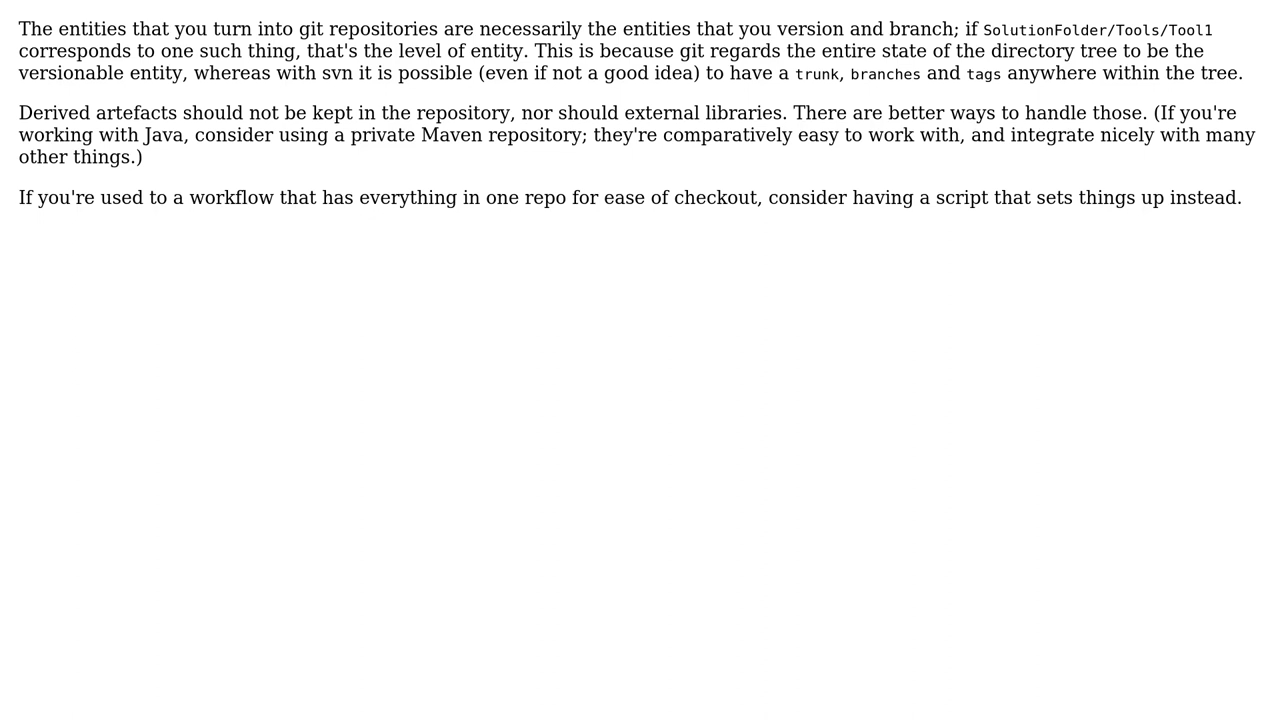 The entities that you turn into git repositories are necessarily the entities that you version and branch; if SolutionFolder/Tools/Tool1
corresponds to one such thing, that's the level of entity. This is because git regards the entire state of the directory tree to be the
versionable entity, whereas with svn it is possible (even if not a good idea) to have a trunk, branches and tags anywhere within the tree.
Derived artefacts should not be kept in the repository, nor should external libraries. There are better ways to handle those. (If you're
working with Java, consider using a private Maven repository; they're comparatively easy to work with, and integrate nicely with many
other things.)
If you're used to a workflow that has everything in one repo for ease of checkout, consider having a script that sets things up instead.